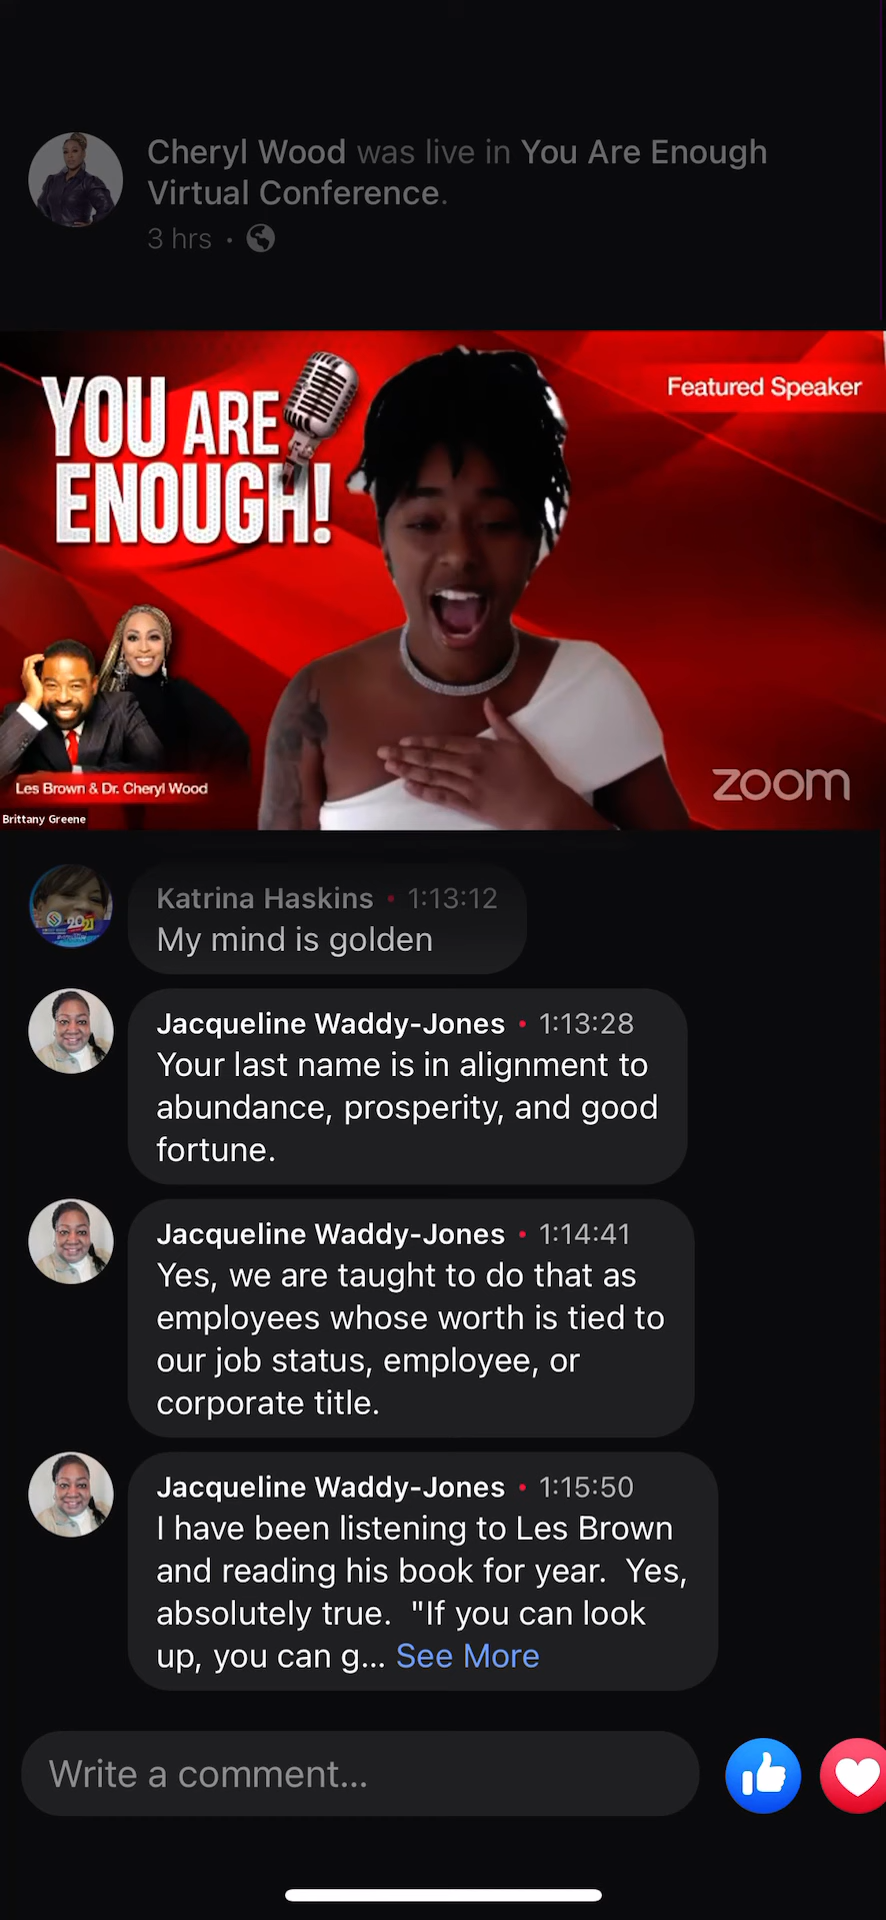 Cheryl Wood was live in You Are Enough
Virtual Conference.
3 hrs ·
YOU ARE
ENOUGH!
Featured Speaker
Les Brown & Dr. Cheryl Wood
zoom
Brittany Greene
Katrina Haskins • 1:13:12
My mind is golden
Jacqueline Waddy-Jones • 1:13:28
Your last name is in alignment to
abundance, prosperity, and good
fortune.
Jacqueline Waddy-Jones • 1:14:41
Yes, we are taught to do that as
employees whose worth is tied to
our job status, employee, or
corporate title.
Jacqueline Waddy-Jones • 1:15:50
I have been listening to Les Brown
and reading his book for year.  Yes,
absolutely true.  "If you can look
up, you can g... See More
Write a comment...